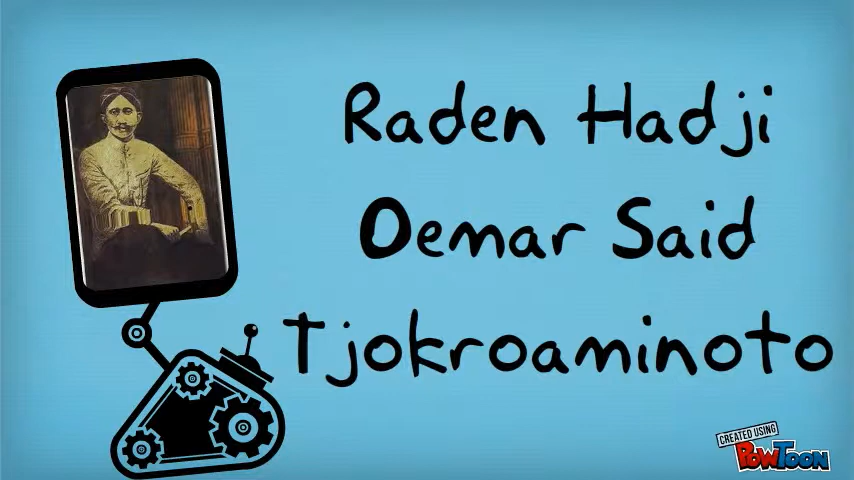 Raden Hadji
Oemar Said
Tjokroaminoto
CREATED USING
POWTOON